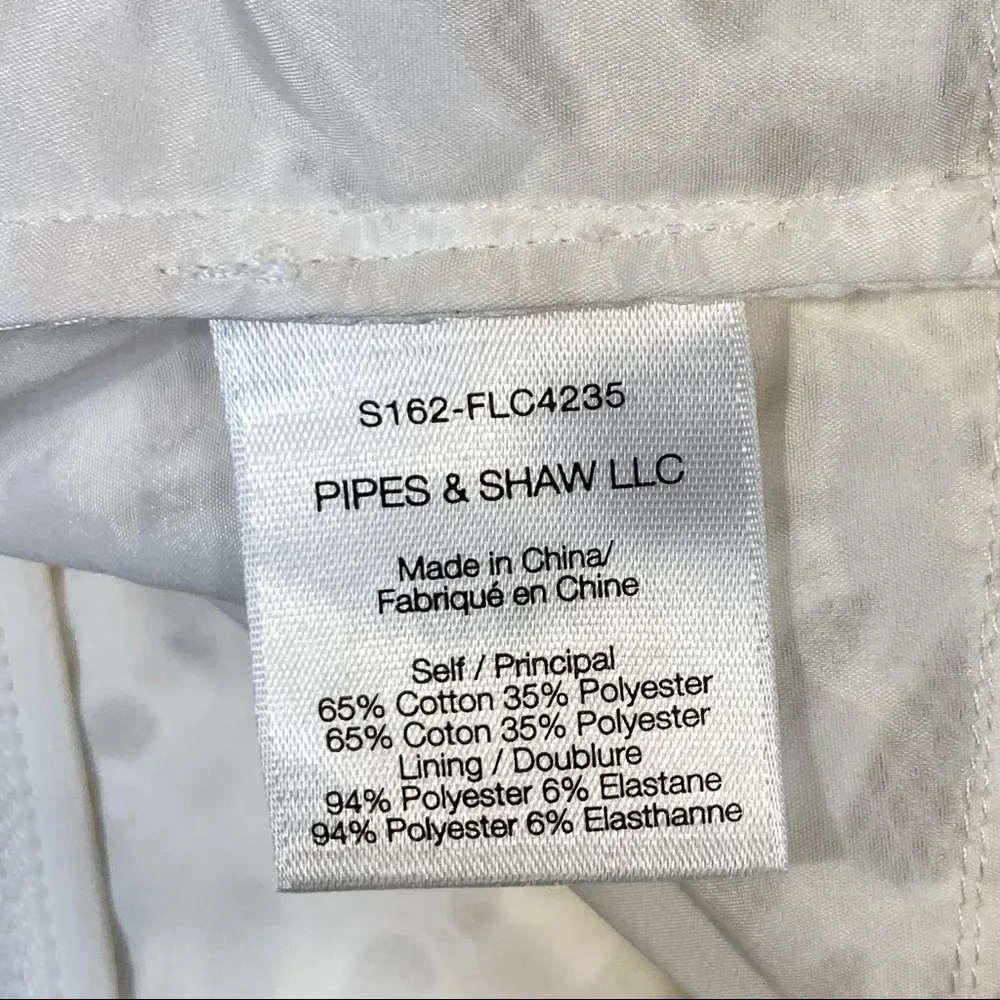 S162-FLC4235
PIPES & SHAW LLC
Made in China/
Fabriqué en Chine
Self / Principal
65% Cotton 35% Polyester
65% Coton 35% Polyester
Lining / Doublure
94% Polyester 6% Elastane
94% Polyester 6% Elasthanne